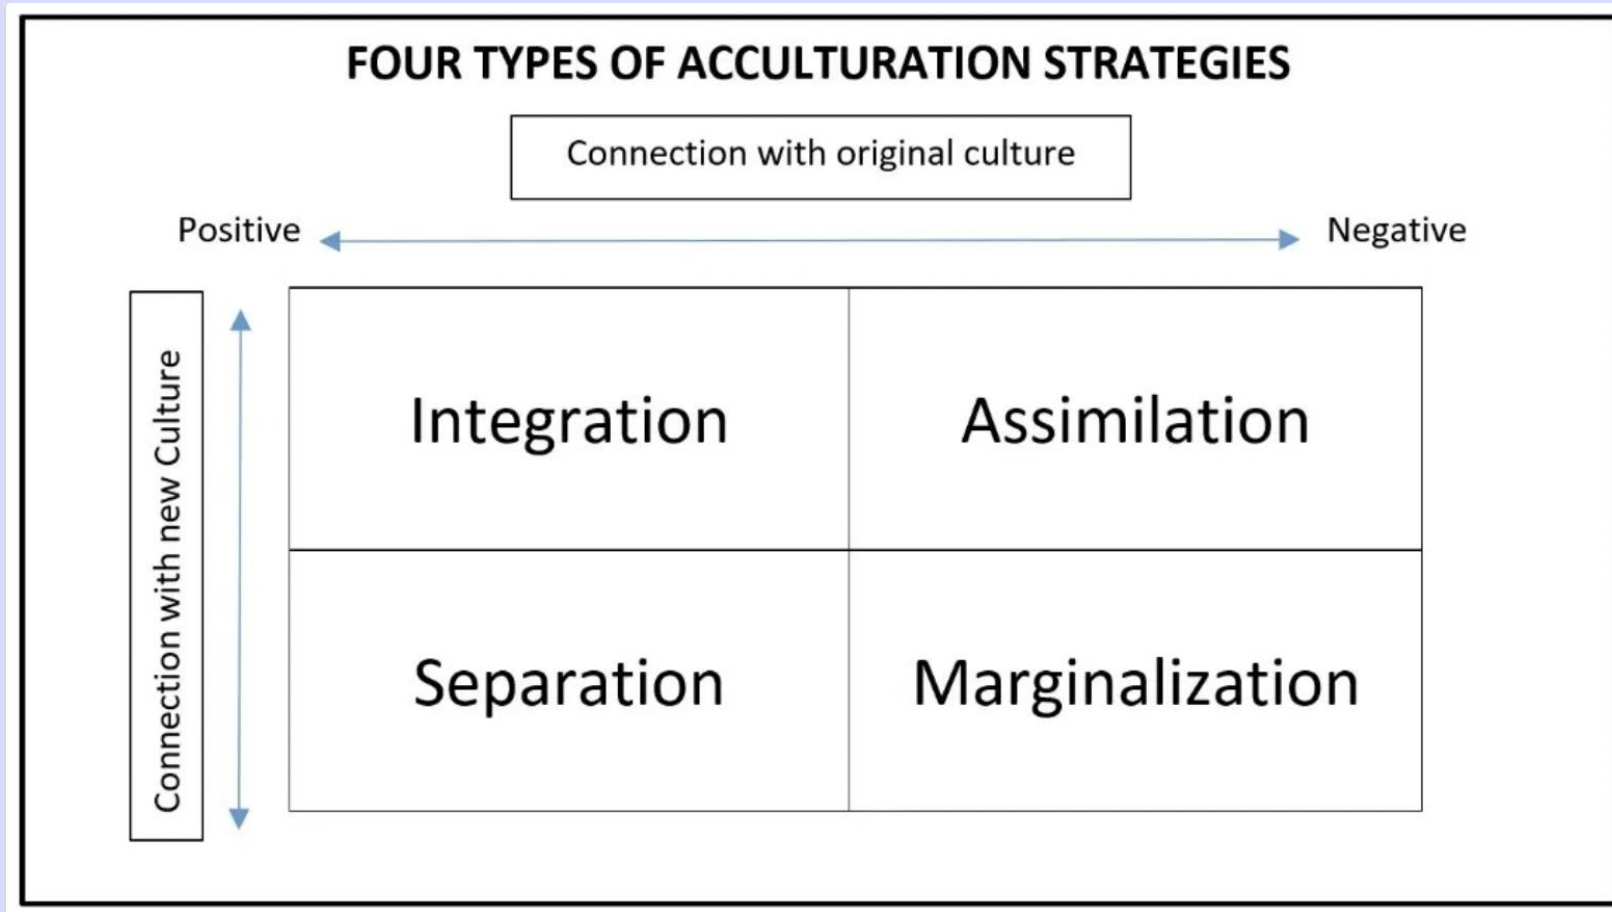 FOUR TYPES OF ACCULTURATION STRATEGIES
Connection with original culture
Positive
Negative
Connection with new Culture
Integration
Assimilation
Separation
Marginalization